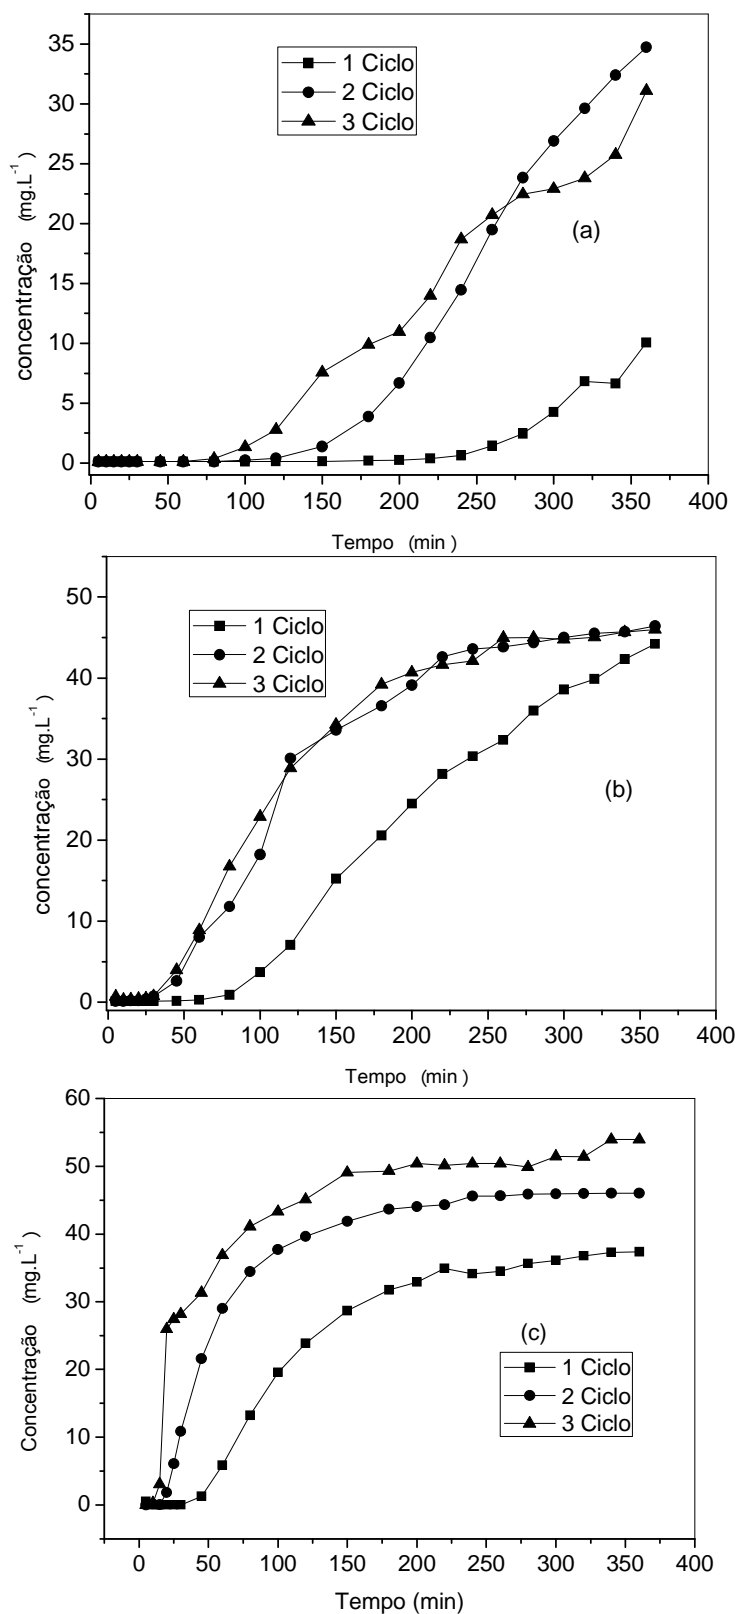 35
30
25
20
15
10
5
0
concentração (mg.L⁻¹)
1 Ciclo
2 Ciclo
3 Ciclo
(a)
0 50 100 150 200 250 300 350 400
Tempo (min)
50
40
30
20
10
0
concentração (mg.L⁻¹)
1 Ciclo
2 Ciclo
3 Ciclo
(b)
0 50 100 150 200 250 300 350 400
Tempo (min)
60
50
40
30
20
10
0
Concentração (mg.L⁻¹)
(c)
1 Ciclo
2 Ciclo
3 Ciclo
0 50 100 150 200 250 300 350 400
Tempo (min)